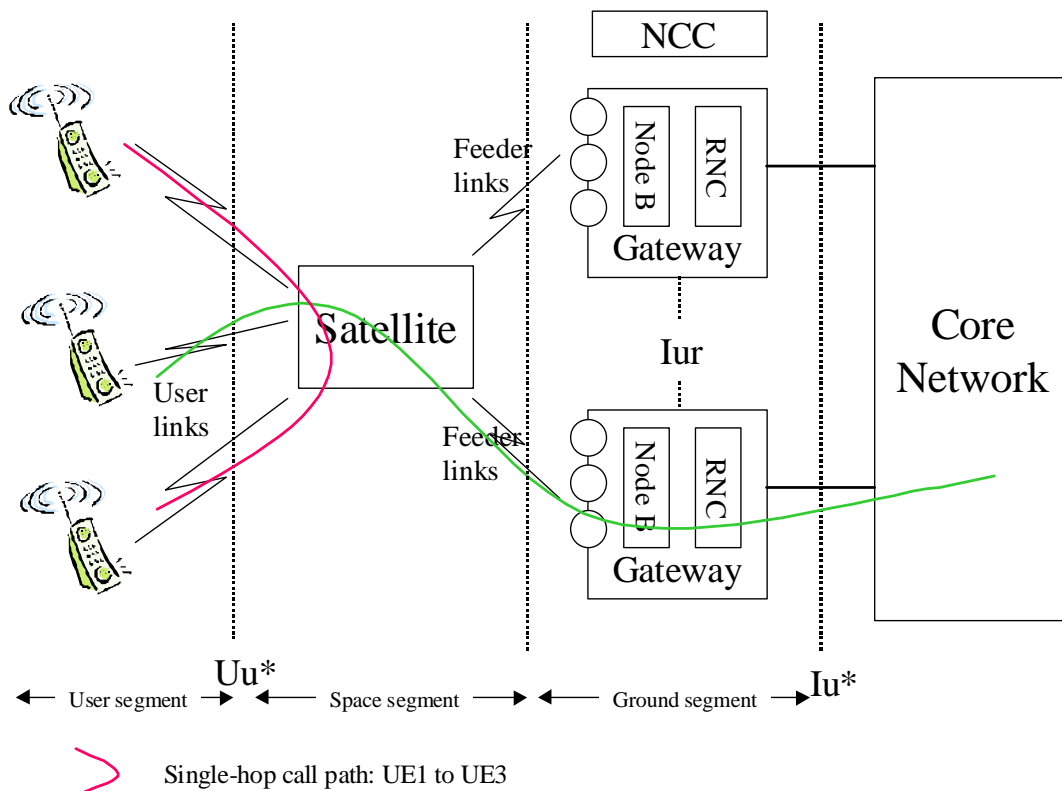 NCC
Feeder
links
Node B
RNC
Gateway
Satellite
Iur
Core
Network
User
links
Feeder
links
Node B
RNC
Gateway
Uu*
Iu*
User segment
Space segment
Ground segment
Single-hop call path: UE1 to UE3